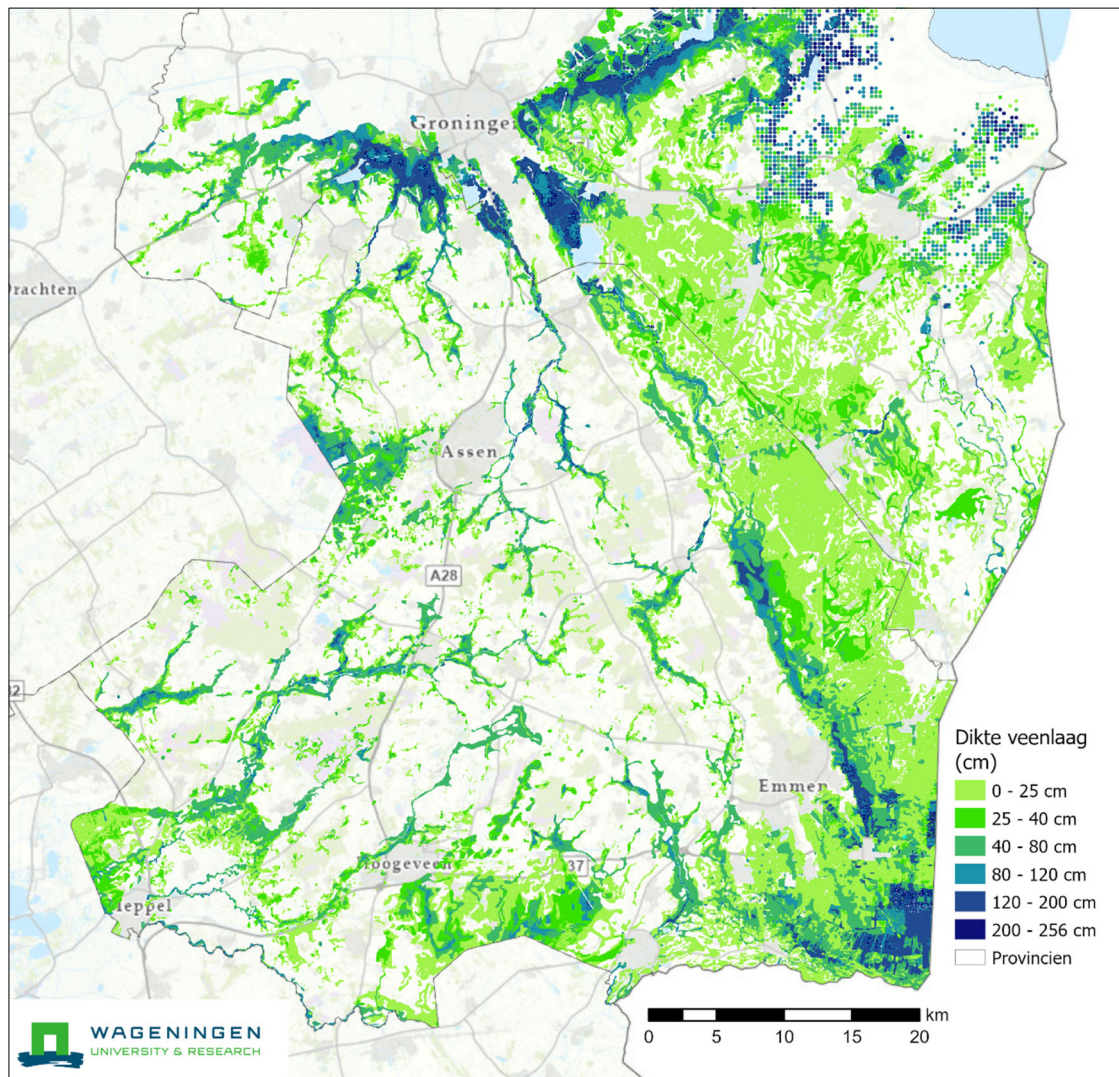 Groningen
Drachten
Assen
A28
32
Emmen
Hoogeveen
37
Meppel
Dikte veenlaag
(cm)
0 - 25 cm
25 - 40 cm
40 - 80 cm
80 - 120 cm
120 - 200 cm
200 - 256 cm
Provincien
0 5 10 15 20 km
WAGENINGEN
UNIVERSITY & RESEARCH